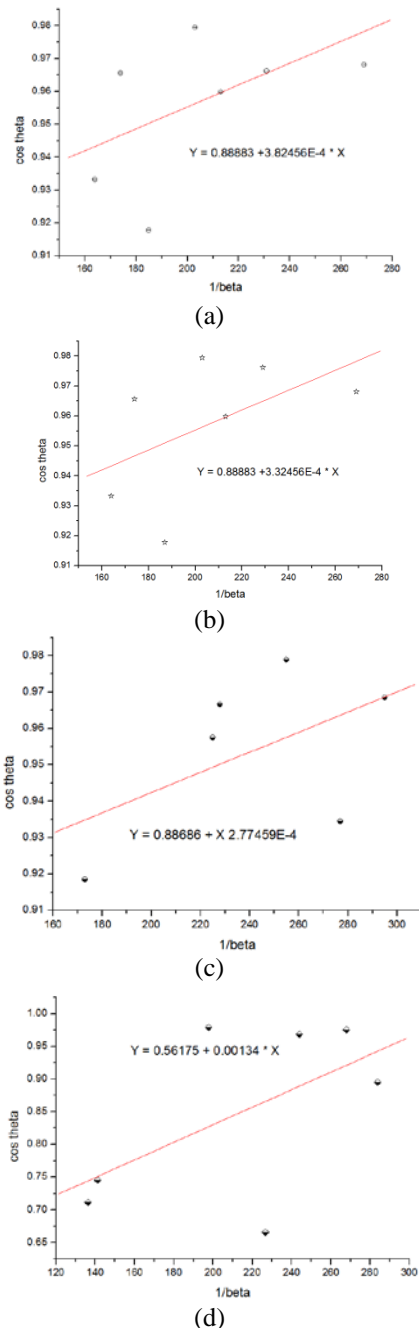 0.98
0.97
0.96
0.95
0.94
0.93
0.92
0.91
cos theta
Y = 0.88883 +3.82456E-4 * X
160 180 200 220 240 260 280
1/beta
(a)
0.98
0.97
0.96
0.95
0.94
0.93
0.92
0.91
cos theta
Y = 0.88883 +3.32456E-4 * X
160 180 200 220 240 260 280
1/beta
(b)
0.98
0.97
0.96
0.95
0.94
0.93
0.92
0.91
cos theta
Y = 0.88686 + X 2.77459E-4
160 180 200 220 240 260 280 300
1/beta
(c)
1.00
0.95
0.90
0.85
0.80
0.75
0.70
0.65
cos theta
Y = 0.56175 + 0.00134 * X
120 140 160 180 200 220 240 260 280 300
1/beta
(d)